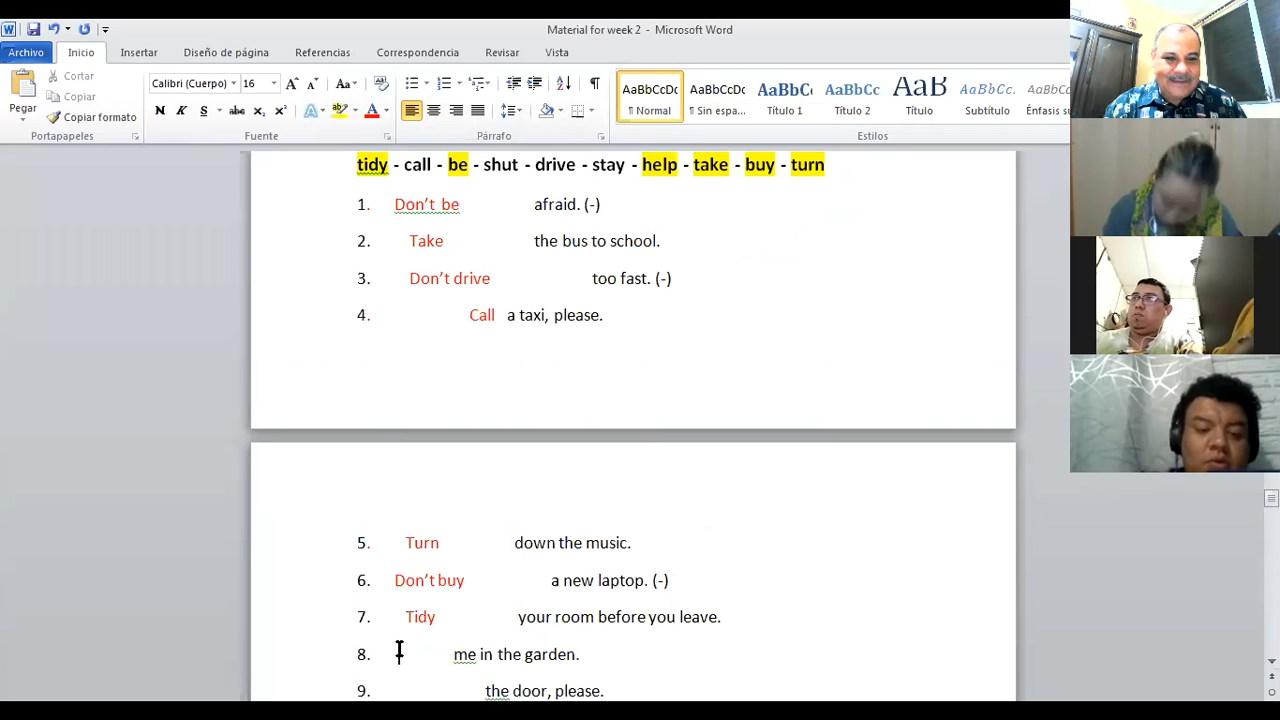 Material for week 2 - Microsoft Word
Archivo Inicio Insertar Diseño de página Referencias Correspondencia Revisar Vista
Pegar
Cortar
Copiar
Copiar formato
Portapapeles
Calibri (Cuerpo) 16
Fuente
Párrafo
AaBbCcDc AaBbCcDc AaBbC AaBbCc AaB AaBbCc. AaBbCc
¶ Normal ¶ Sin espa... Título 1 Título 2 Título Subtítulo Énfasis su
Estilos
tidy - call - be - shut - drive - stay - help - take - buy - turn
1. Don’t be afraid. (-)
2. Take the bus to school.
3. Don’t drive too fast. (-)
4. Call a taxi, please.
5. Turn down the music.
6. Don’t buy a new laptop. (-)
7. Tidy your room before you leave.
8. me in the garden.
9. the door, please.